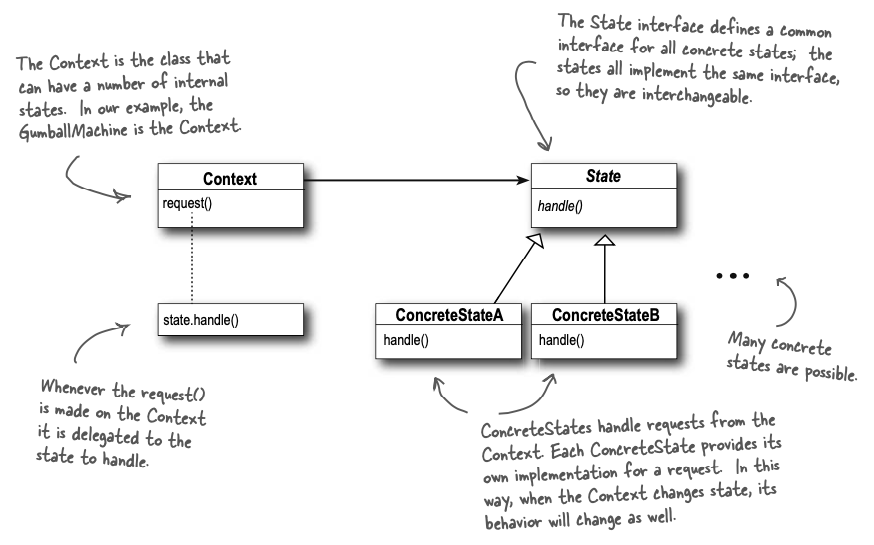 The Context is the class that
can have a number of internal
states. In our example, the
GumballMachine is the Context.
The State interface defines a common
interface for all concrete states; the
states all implement the same interface,
so they are interchangeable.
Context
request()
State
handle()
state.handle()
ConcreteStateA
handle()
ConcreteStateB
handle()
•••
Many concrete
states are possible.
Whenever the request()
is made on the Context
it is delegated to the
state to handle.
ConcreteStates handle requests from the
Context. Each ConcreteState provides its
own implementation for a request. In this
way, when the Context changes state, its
behavior will change as well.